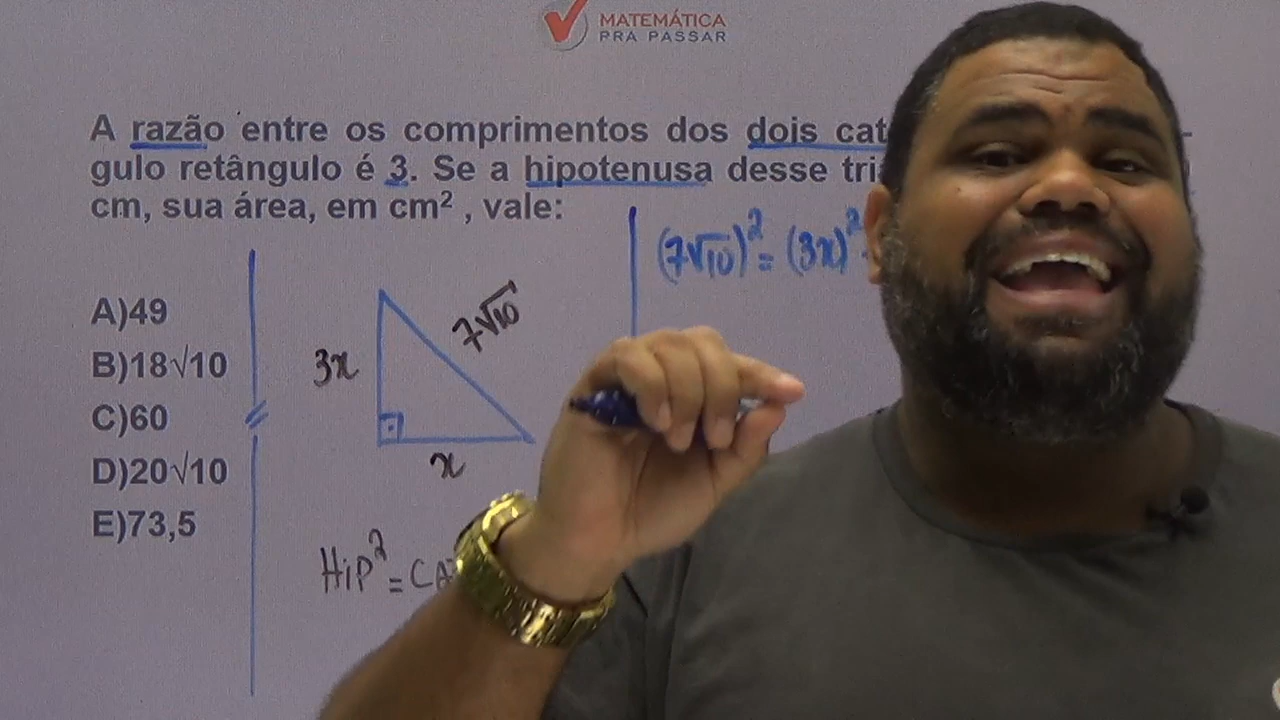 MATEMÁTICA
PRA PASSAR
A razão entre os comprimentos dos dois cat
gulo retângulo é 3. Se a hipotenusa desse tri
cm, sua área, em cm² , vale:
(7√10)² = (3x)²
A)49
B)18√10
C)60
D)20√10
E)73,5
7√10
3x
x
HiP² = CA